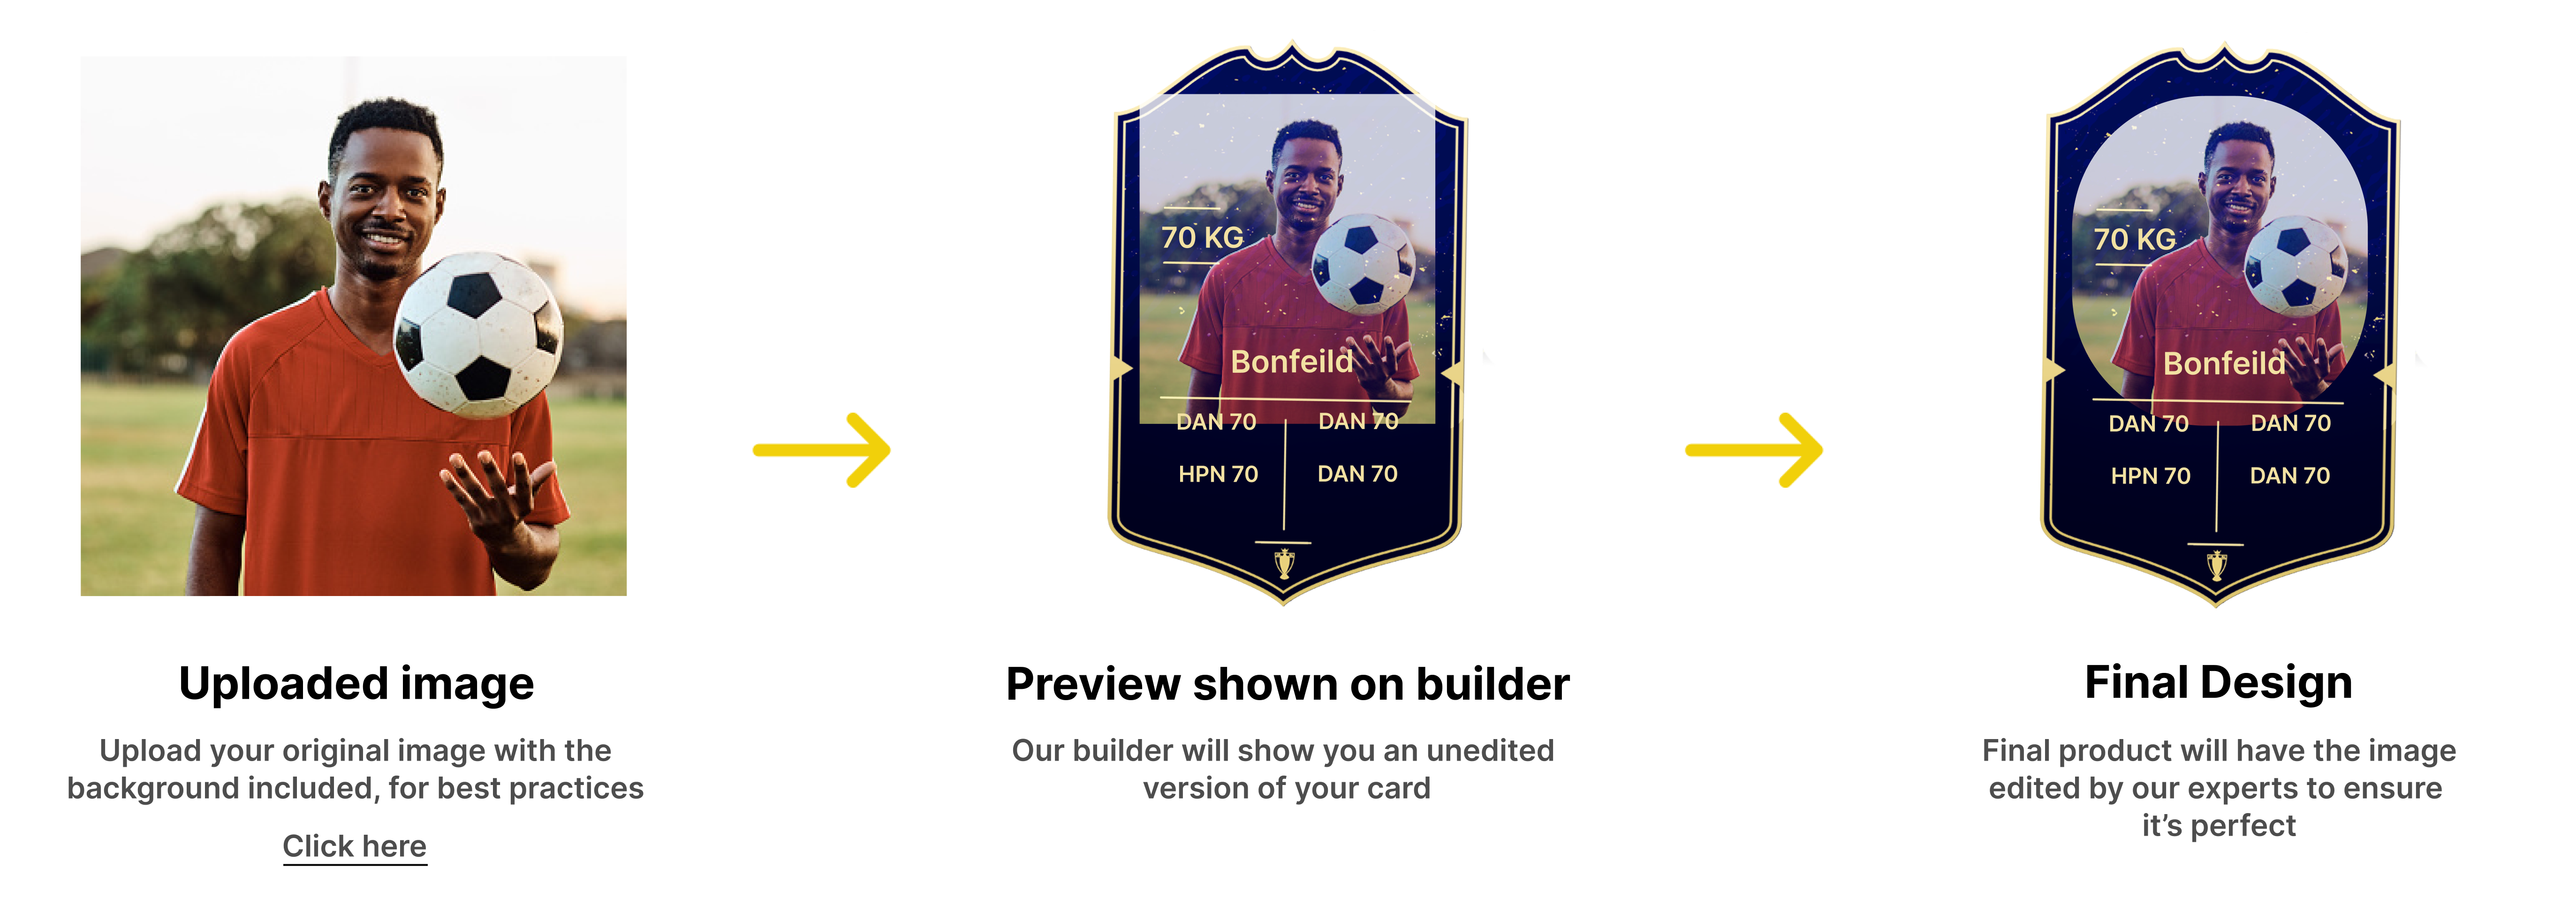 70 KG
Bonfeild
DAN 70
DAN 70
HPN 70
DAN 70
70 KG
Bonfeild
DAN 70
DAN 70
HPN 70
DAN 70
Uploaded image
Upload your original image with the
background included, for best practices
Click here
Preview shown on builder
Our builder will show you an unedited
version of your card
Final Design
Final product will have the image
edited by our experts to ensure
it’s perfect